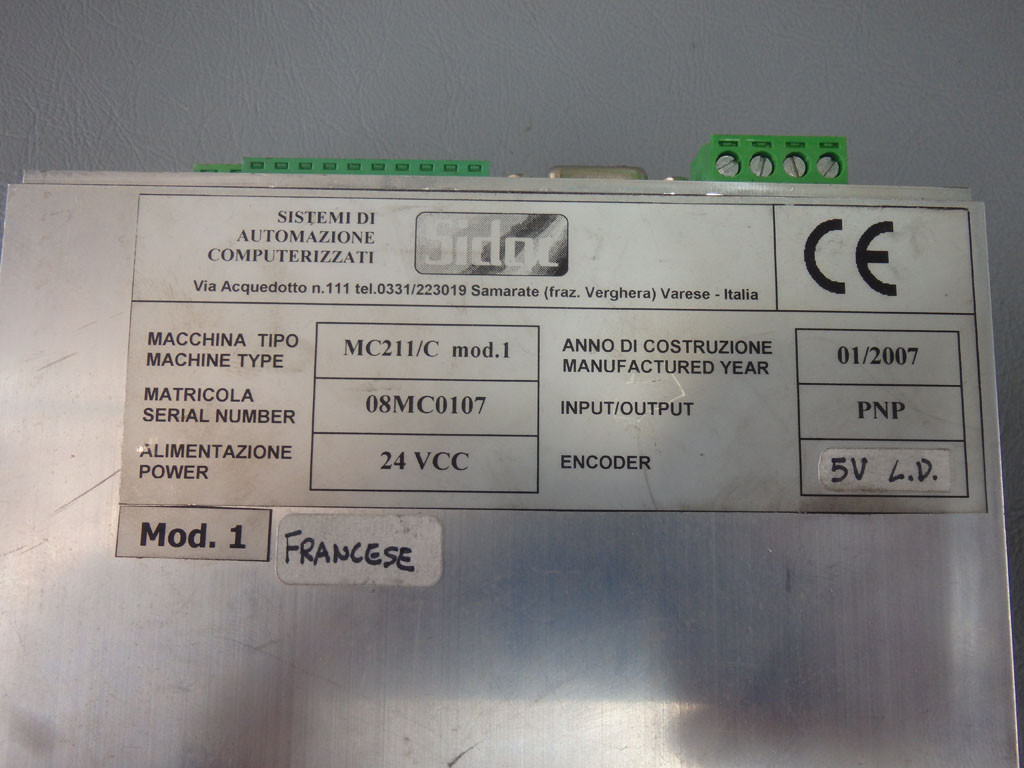 SISTEMI DI
AUTOMAZIONE
COMPUTERIZZATI
Via Acquedotto n.111 tel.0331/223019 Samarate (fraz. Verghera) Varese - Italia
CE
MACCHINA TIPO
MACHINE TYPE
MC211/C mod.1
ANNO DI COSTRUZIONE
MANUFACTURED YEAR
01/2007
MATRICOLA
SERIAL NUMBER
08MC0107
INPUT/OUTPUT
PNP
ALIMENTAZIONE
POWER
24 VCC
ENCODER
5V L.D.
Mod. 1
FRANCESE